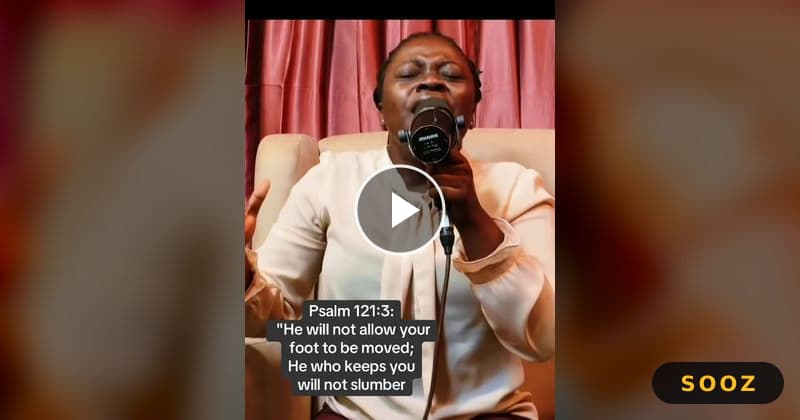 Psalm 121:3:
"He will not allow your
foot to be moved;
He who keeps you
will not slumber
SOOZ